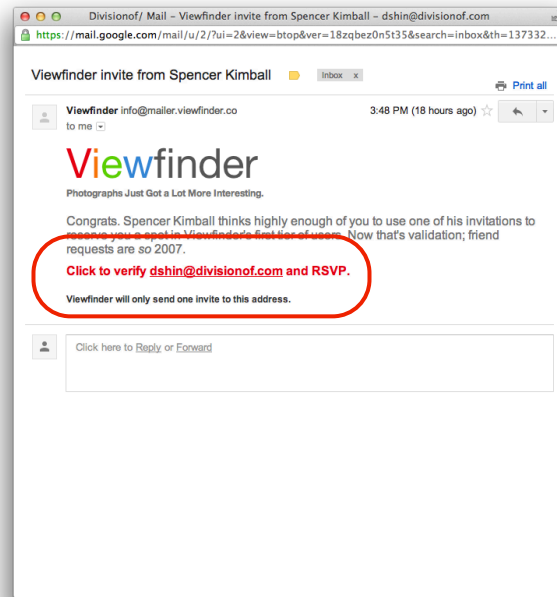 Divisionof/ Mail – Viewfinder invite from Spencer Kimball – dshin@divisionof.com
https://mail.google.com/mail/u/2/?ui=2&view=btop&ver=18zqbez0n5t35&search=inbox&th=137332...
Viewfinder invite from Spencer Kimball Inbox x
Print all
Viewfinder info@mailer.viewfinder.co 3:48 PM (18 hours ago)
to me
Viewfinder
Photographs Just Got a Lot More Interesting.
Congrats. Spencer Kimball thinks highly enough of you to use one of his invitations to
reserve you a spot in Viewfinder's first tier of users. Now that's validation; friend
requests are so 2007.
Click to verify dshin@divisionof.com and RSVP.
Viewfinder will only send one invite to this address.
Click here to Reply or Forward